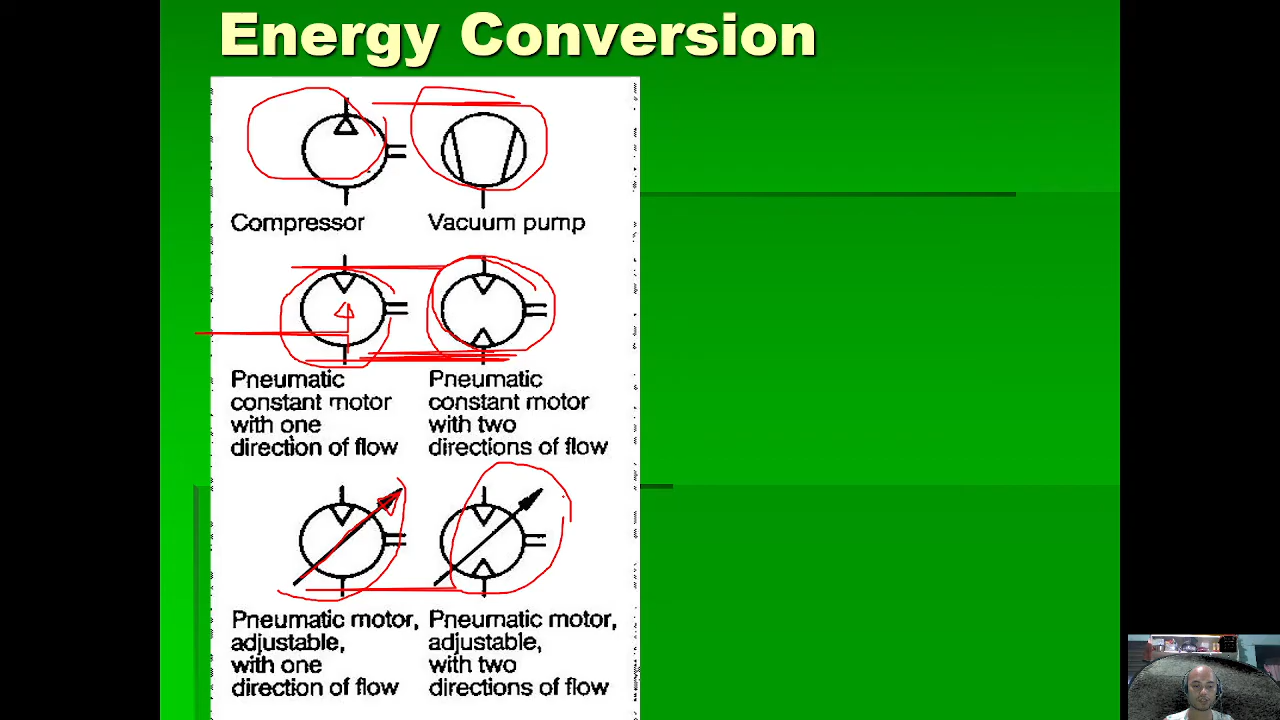 Energy Conversion
Compressor
Vacuum pump
Pneumatic
constant motor
with one
direction of flow
Pneumatic
constant motor
with two
directions of flow
Pneumatic motor,
adjustable,
with one
direction of flow
Pneumatic motor,
adjustable,
with two
directions of flow